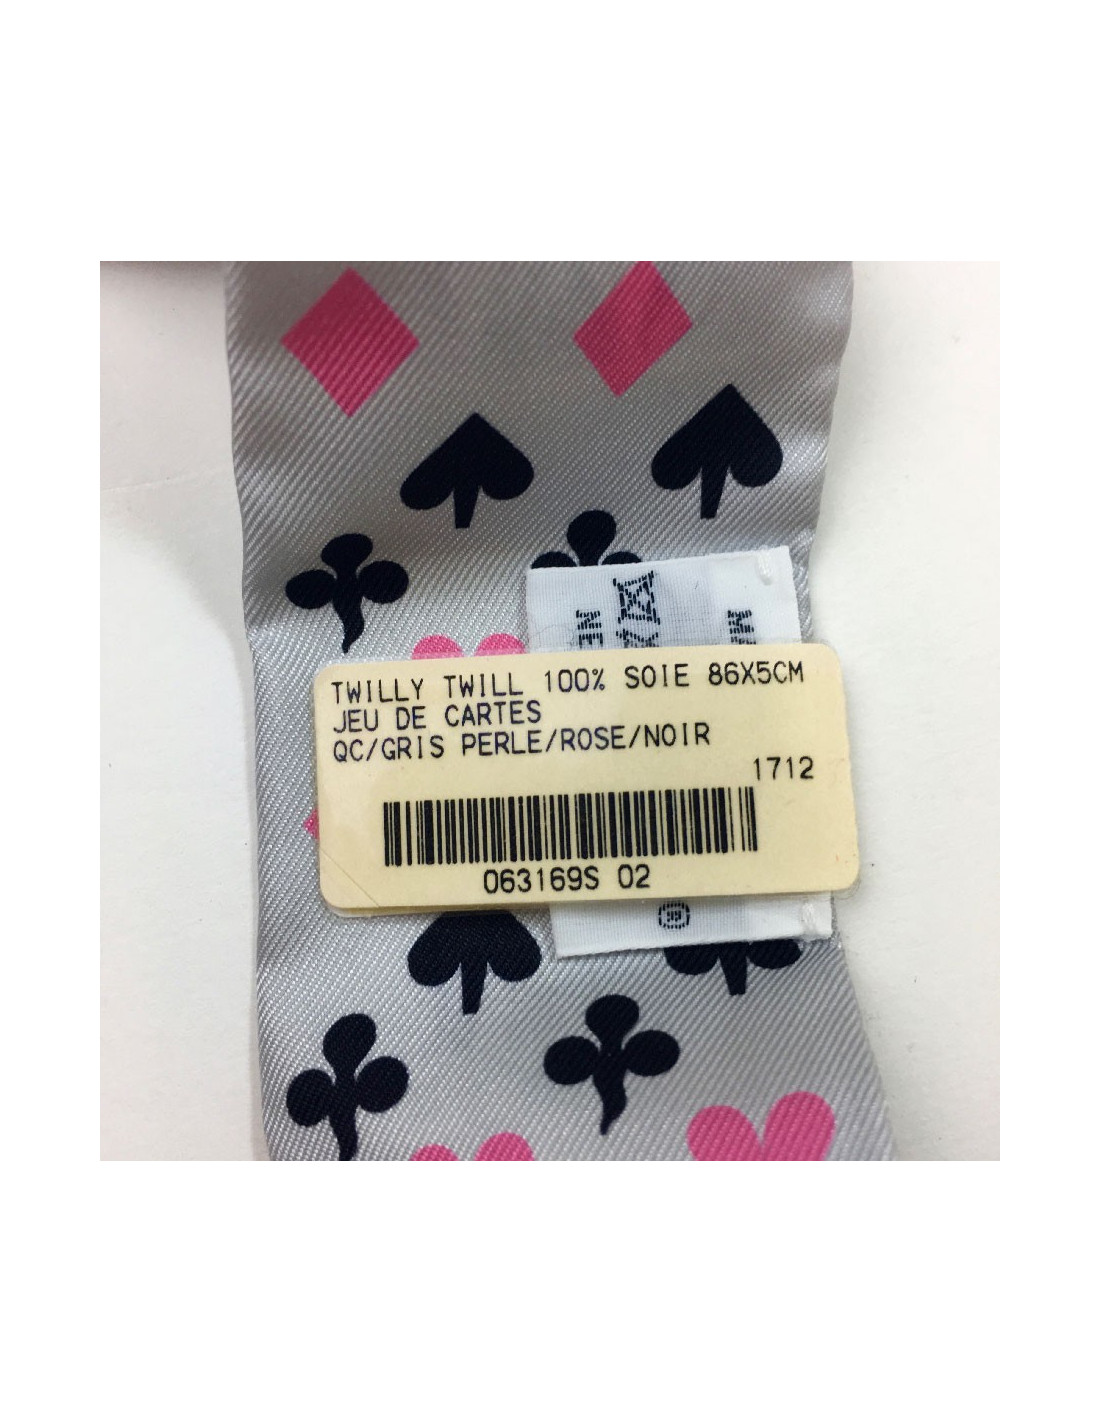 TWILLY TWILL 100% SOIE 86X5CM
JEU DE CARTES
QC/GRIS PERLE/ROSE/NOIR
1712
063169S 02